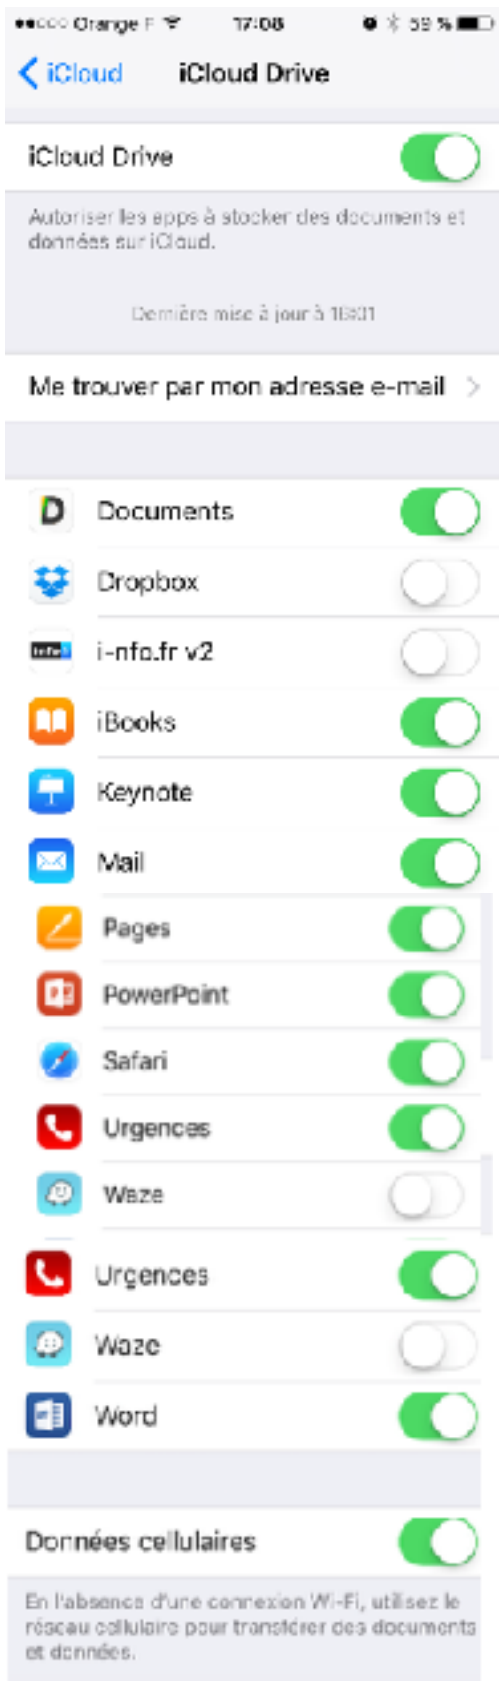 Orange F 17:08 59 %
iCloud iCloud Drive
iCloud Drive
Autoriser les apps à stocker des documents et
données sur iCloud.
Dernière mise à jour à
Me trouver par mon adresse e-mail
Documents
Dropbox
i-nfo.fr v2
iBooks
Keynote
Mail
Pages
PowerPoint
Safari
Urgences
Waze
Urgences
Waze
Word
Données cellulaires
En l'absence d'une connexion Wi-Fi, utilisez le
réseau cellulaire pour transférer des documents
et données.